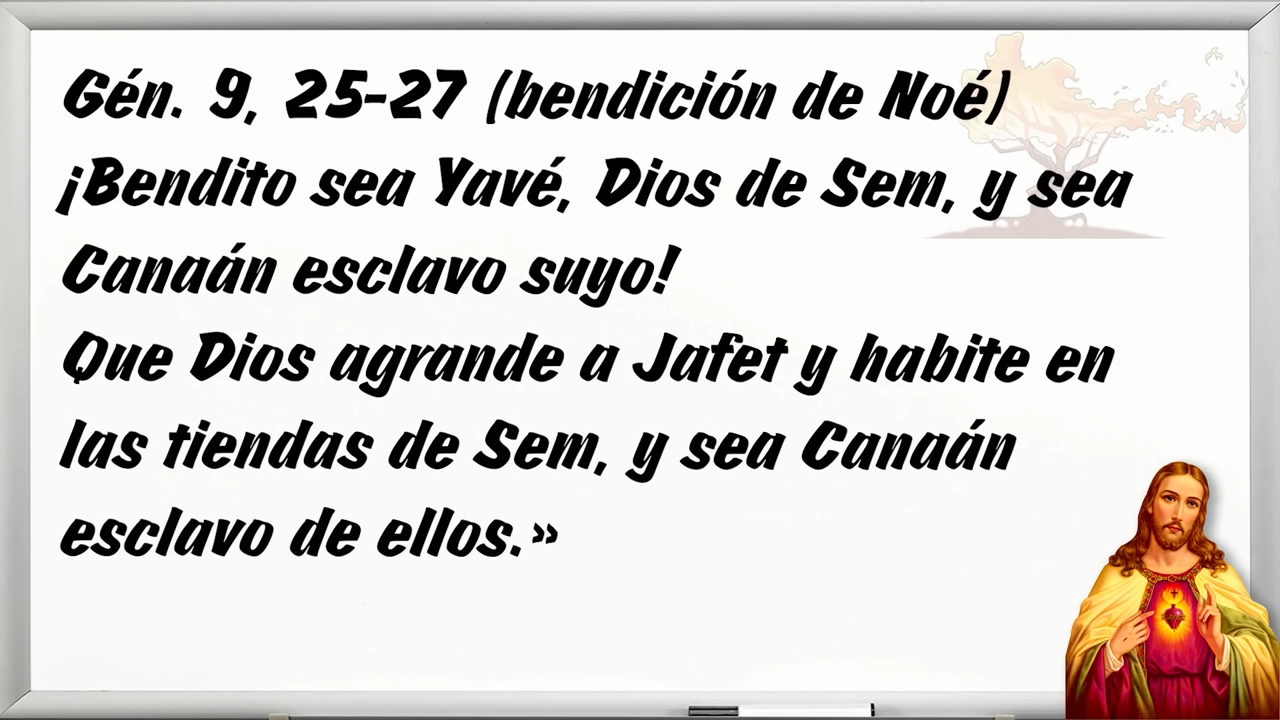 Gén. 9, 25-27 (bendición de Noé)
¡Bendito sea Yavé, Dios de Sem, y sea
Canaán esclavo suyo!
Que Dios agrande a Jafet y habite en
las tiendas de Sem, y sea Canaán
esclavo de ellos.»